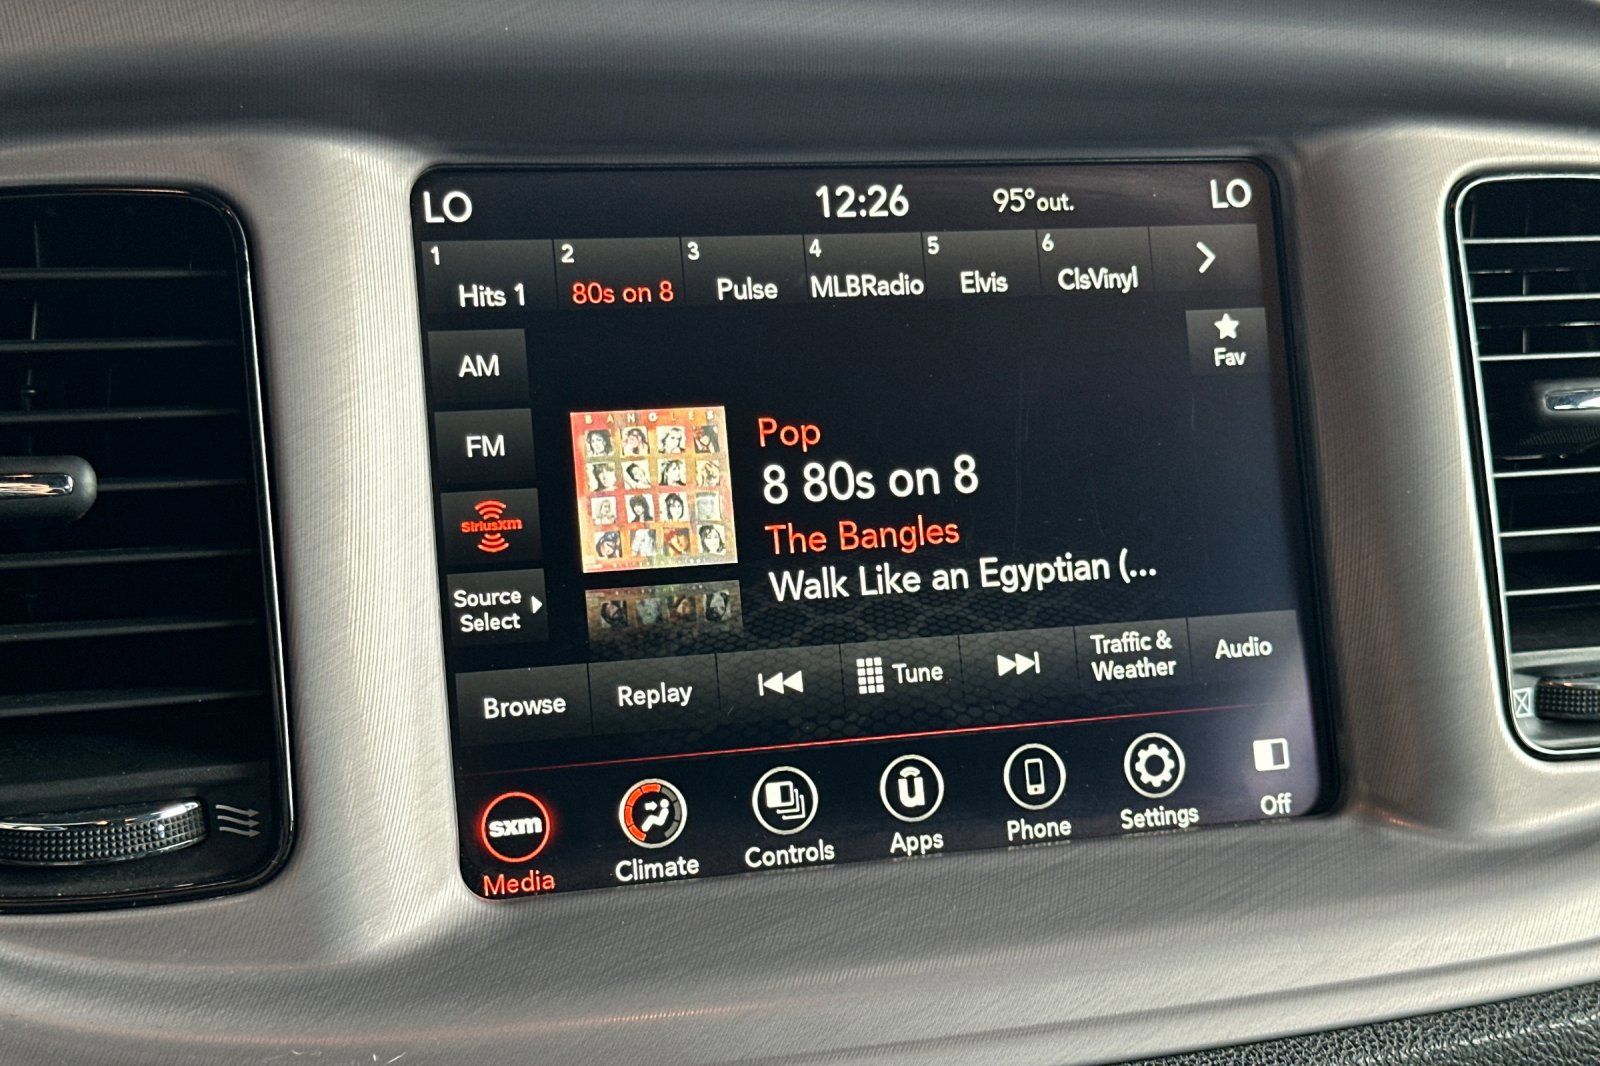 LO 12:26 95° out. LO
1 2 3 4 5 6
Hits 1 80s on 8 Pulse MLBRadio Elvis ClsVinyl
Fav
AM
FM
SiriusXM
Source
Select
BANGLES
Pop
8 80s on 8
The Bangles
Walk Like an Egyptian (...
Browse Replay Tune
Traffic &
Weather
Audio
sxm
Media Climate Controls Apps Phone Settings Off